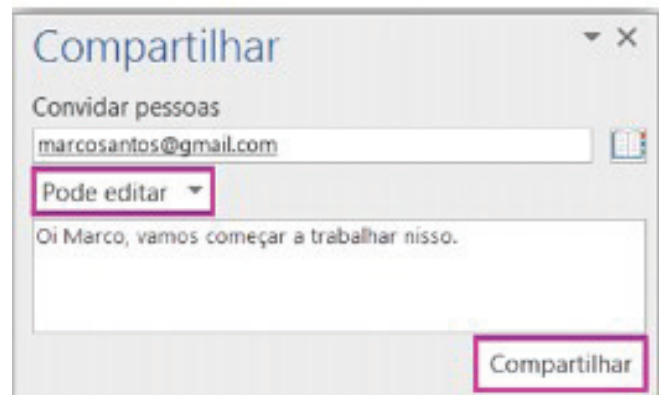 Compartilhar
Convidar pessoas
marcosantos@gmail.com
Pode editar
Oi Marco, vamos começar a trabalhar nisso.
Compartilhar